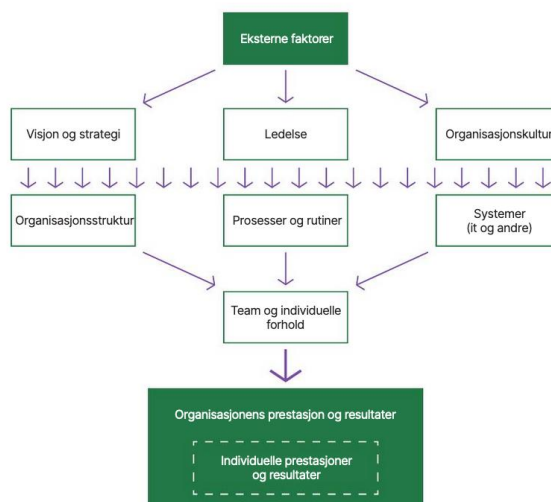 Eksterne faktorer
Visjon og strategi
Ledelse
Organisasjonskultur
Organisasjonsstruktur
Prosesser og rutiner
Systemer
(it og andre)
Team og individuelle
forhold
Organisasjonens prestasjon og resultater
Individuelle prestasjoner
og resultater